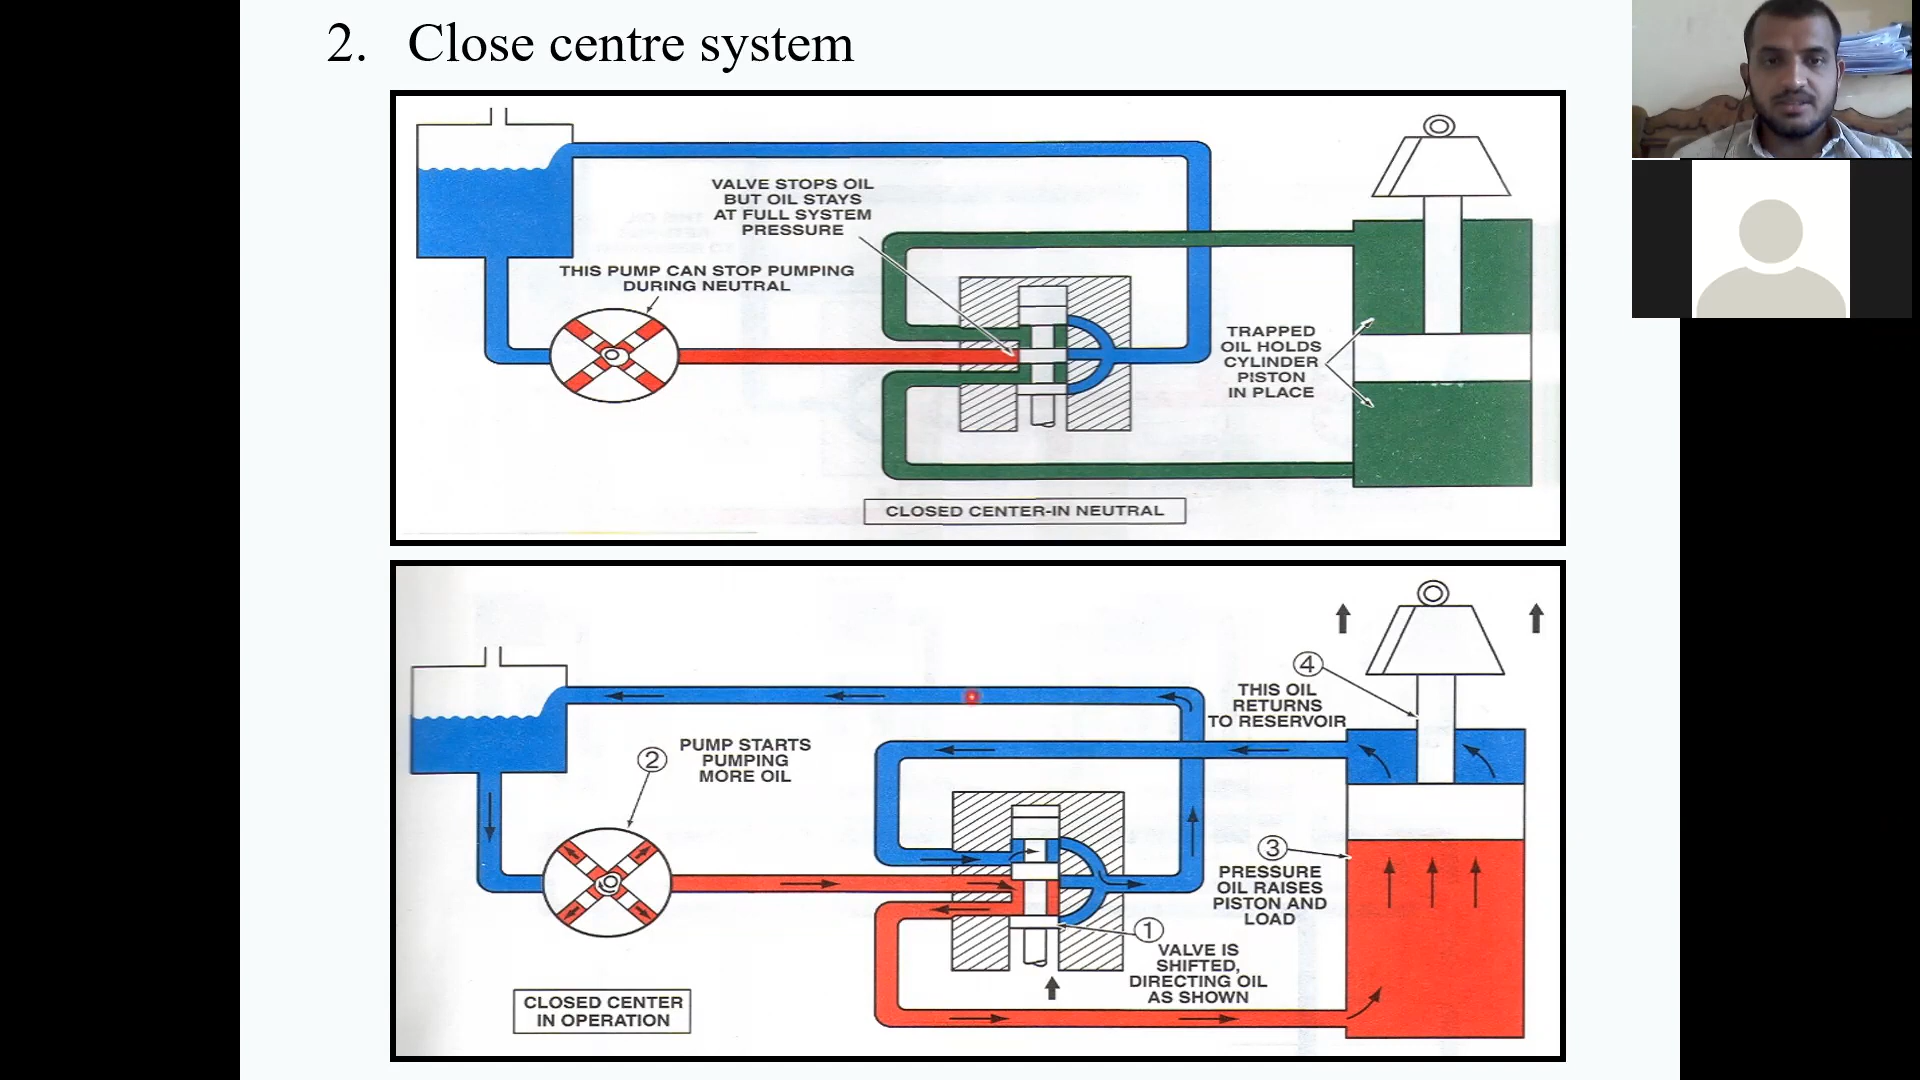 2. Close centre system
VALVE STOPS OIL
BUT OIL STAYS
AT FULL SYSTEM
PRESSURE
THIS PUMP CAN STOP PUMPING
DURING NEUTRAL
TRAPPED
OIL HOLDS
CYLINDER
PISTON
IN PLACE
CLOSED CENTER-IN NEUTRAL
4
THIS OIL
RETURNS
TO RESERVOIR
2
PUMP STARTS
PUMPING
MORE OIL
3
PRESSURE
OIL RAISES
PISTON AND
LOAD
1
VALVE IS
SHIFTED,
DIRECTING OIL
AS SHOWN
CLOSED CENTER
IN OPERATION